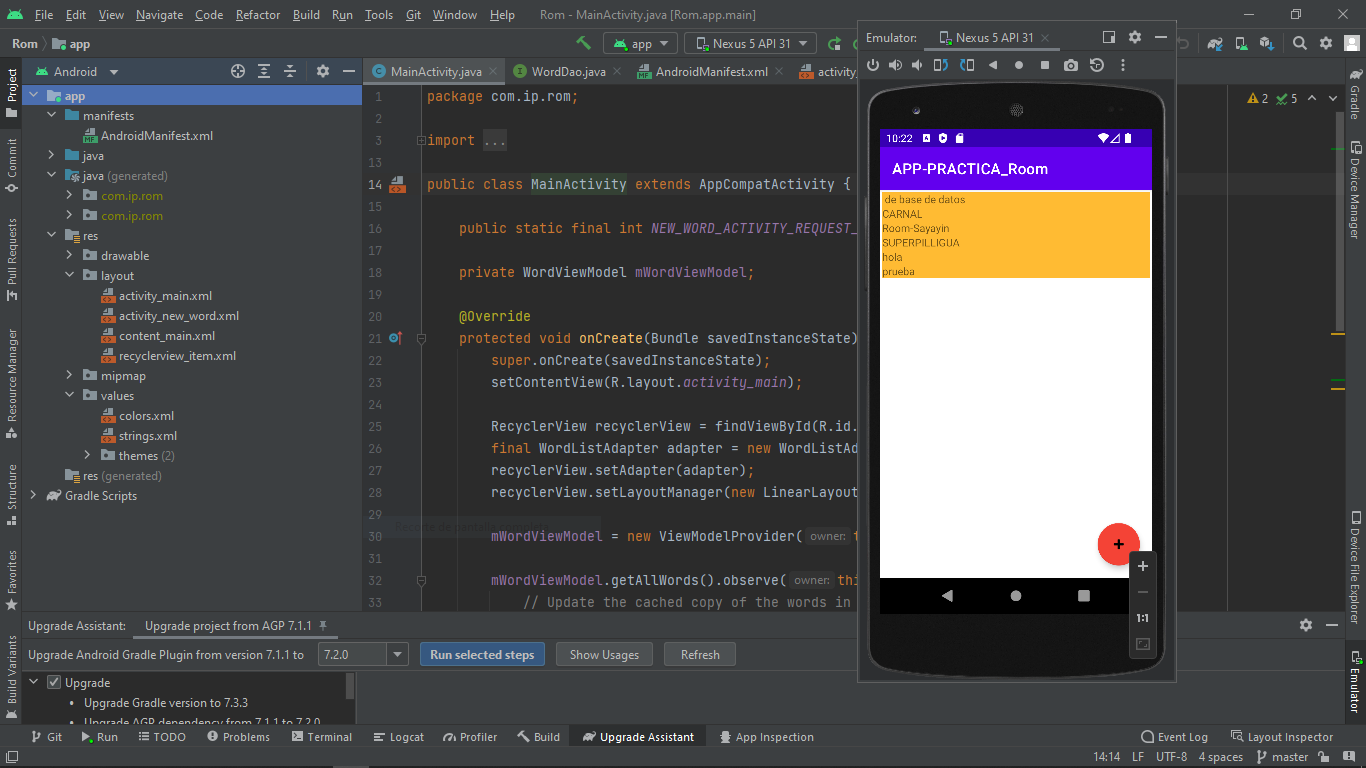 File Edit View Navigate Code Refactor Build Run Tools Git Window Help Rom - MainActivity.java [Rom.app.main]
Rom app
app Nexus 5 API 31
Emulator: Nexus 5 API 31
Project
Commit
Pull Requests
Resource Manager
Structure
Favorites
Build Variants
Android
app
manifests
AndroidManifest.xml
java
java (generated)
com.ip.rom
com.ip.rom
res
drawable
layout
activity_main.xml
activity_new_word.xml
content_main.xml
recyclerview_item.xml
mipmap
values
colors.xml
strings.xml
themes (2)
res (generated)
Gradle Scripts
MainActivity.java WordDao.java AndroidManifest.xml activity_
1 package com.ip.rom;
2
3 import ...
13
14 public class MainActivity extends AppCompatActivity {
15
16 public static final int NEW_WORD_ACTIVITY_REQUEST_
17
18 private WordViewModel mWordViewModel;
19
20 @Override
21 protected void onCreate(Bundle savedInstanceState)
22 super.onCreate(savedInstanceState);
23 setContentView(R.layout.activity_main);
24
25 RecyclerView recyclerView = findViewById(R.id.
26 final WordListAdapter adapter = new WordListAd
27 recyclerView.setAdapter(adapter);
28 recyclerView.setLayoutManager(new LinearLayout
29
Recorte de pantalla completa
30 mWordViewModel = new ViewModelProvider( owner: t
31
32 mWordViewModel.getAllWords().observe( owner: thi
33 // Update the cached copy of the words in
2 5
10:22
APP-PRACTICA_Room
de base de datos
CARNAL
Room-Sayayin
SUPERPILLIGUA
hola
prueba
+
+
1:1
Gradle
Device Manager
Device File Explorer
Emulator
Upgrade Assistant: Upgrade project from AGP 7.1.1
Upgrade Android Gradle Plugin from version 7.1.1 to 7.2.0 Run selected steps Show Usages Refresh
Upgrade
Upgrade Gradle version to 7.3.3
Upgrade AGP dependency from 7.1.1 to 7.2.0
Git Run TODO Problems Terminal Logcat Profiler Build Upgrade Assistant App Inspection Event Log Layout Inspector
14:14 LF UTF-8 4 spaces master